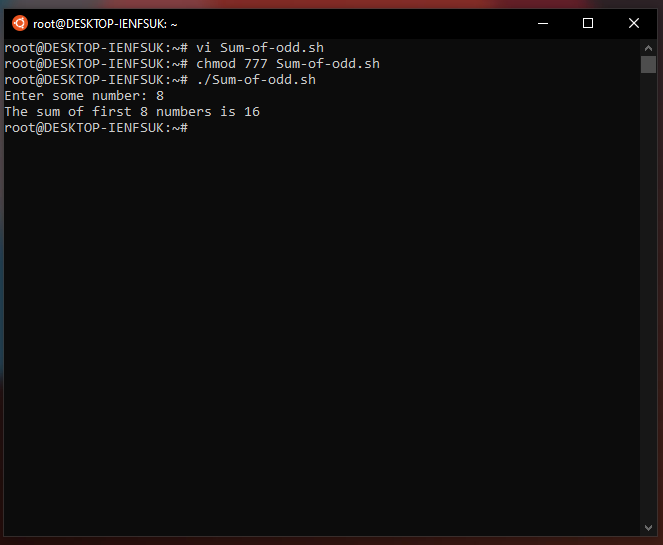 root@DESKTOP-IENFSUK: ~
root@DESKTOP-IENFSUK:~# vi Sum-of-odd.sh
root@DESKTOP-IENFSUK:~# chmod 777 Sum-of-odd.sh
root@DESKTOP-IENFSUK:~# ./Sum-of-odd.sh
Enter some number: 8
The sum of first 8 numbers is 16
root@DESKTOP-IENFSUK:~#